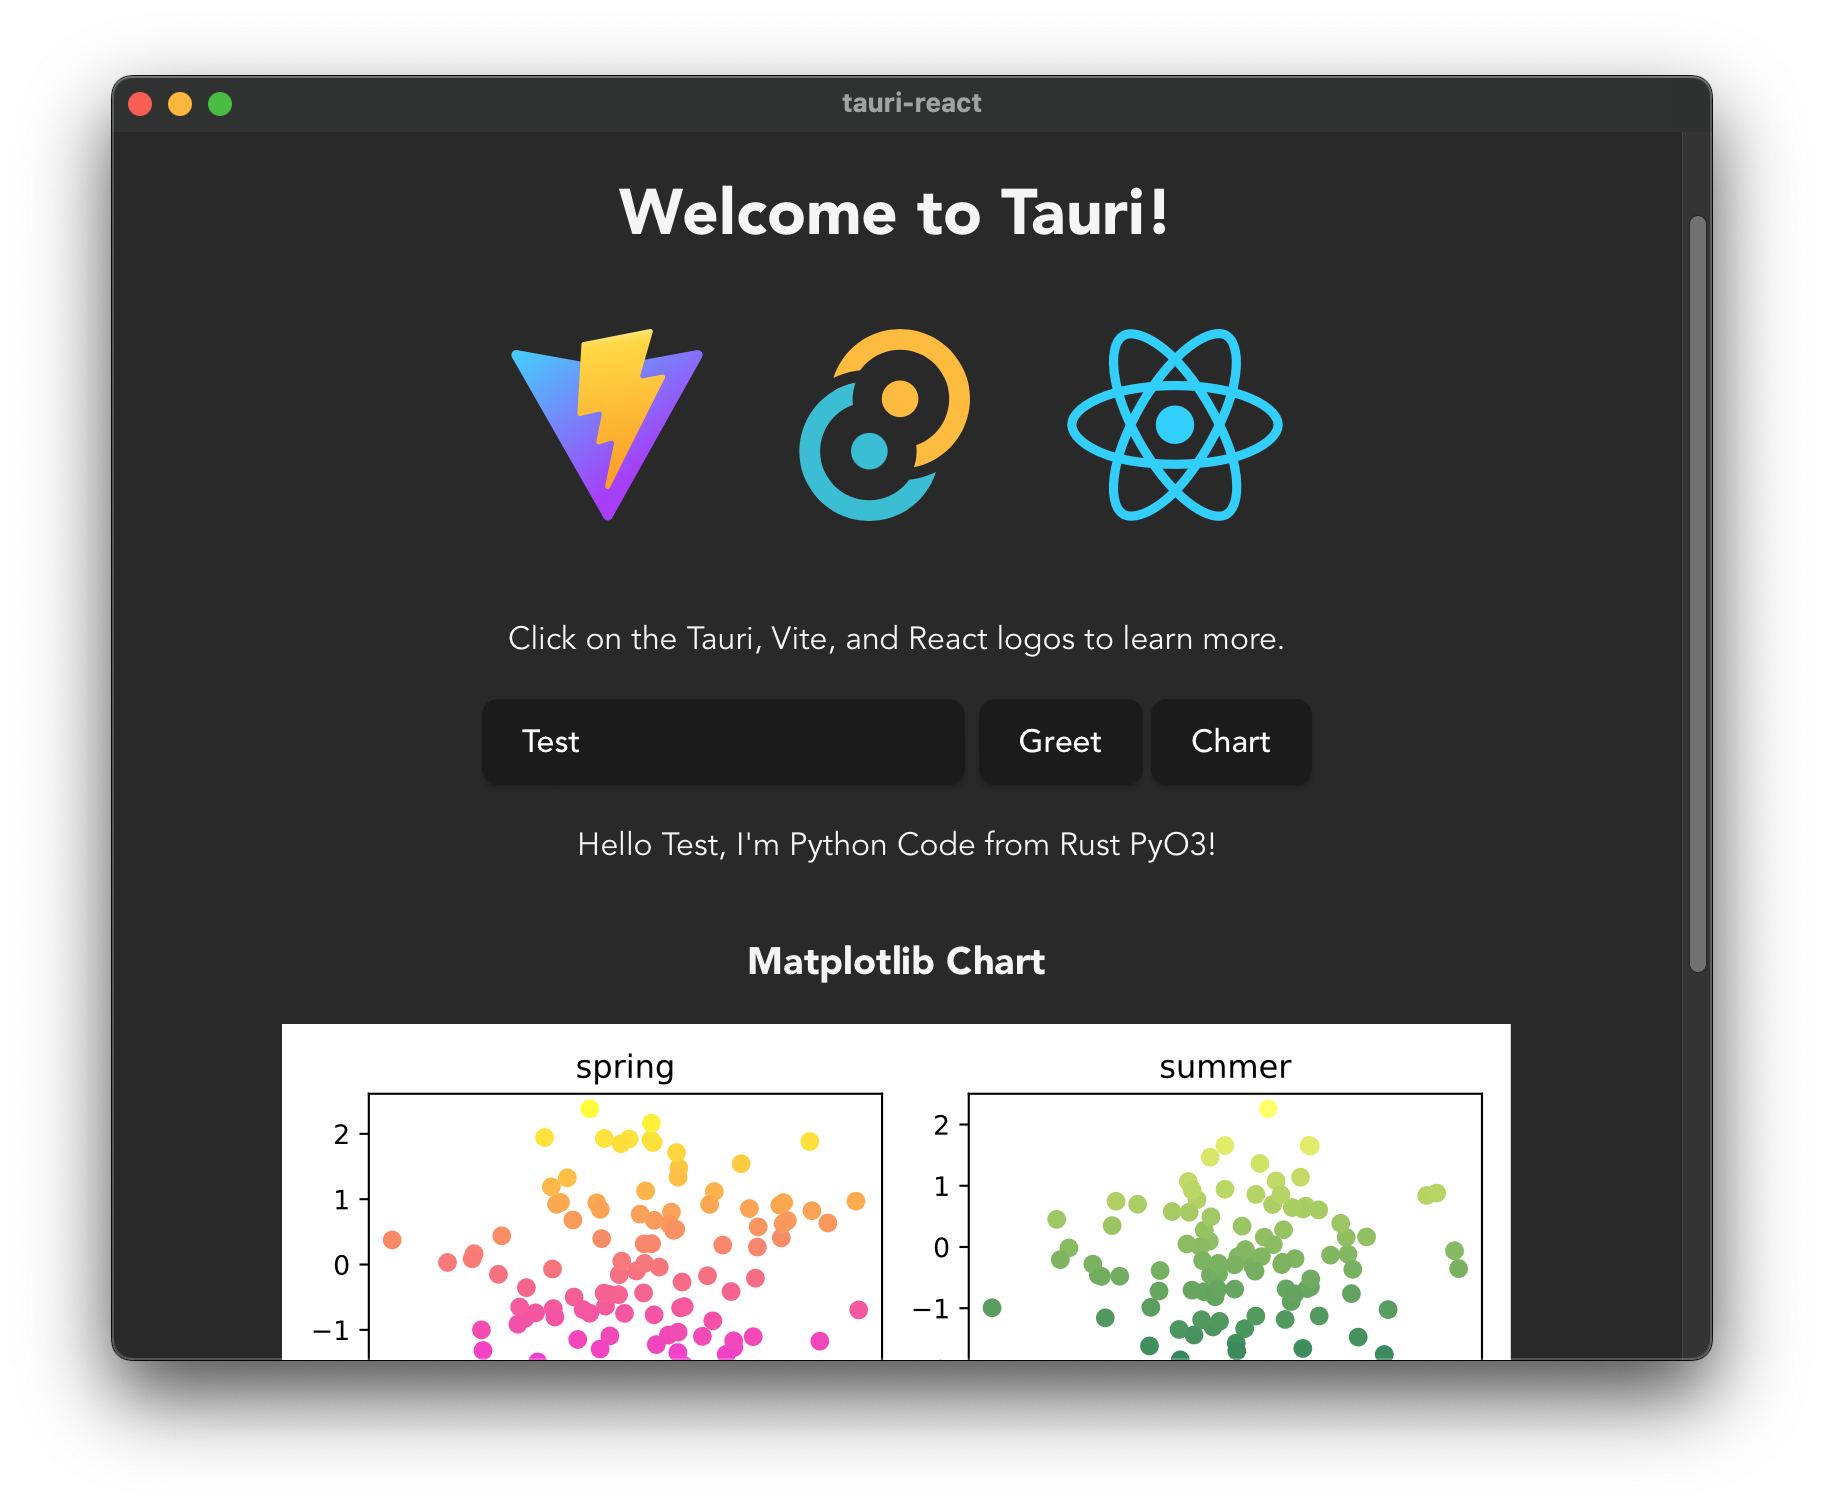 tauri-react
Welcome to Tauri!
Click on the Tauri, Vite, and React logos to learn more.
Test
Greet
Chart
Hello Test, I'm Python Code from Rust PyO3!
Matplotlib Chart
spring
2
1
0
−1
summer
2
1
0
−1